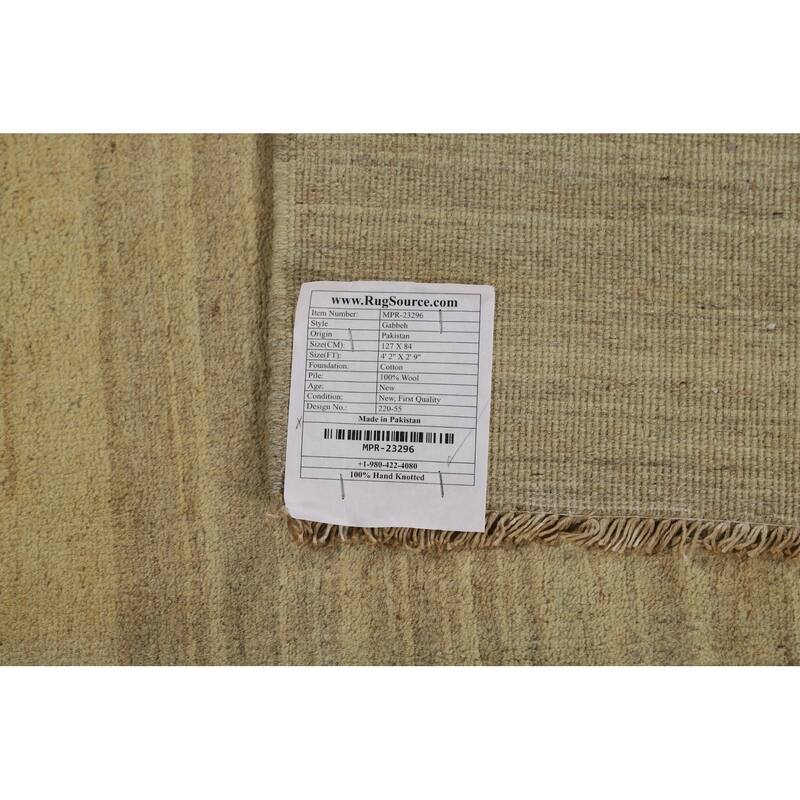 www.RugSource.com
Item Number: MPR-23296
Style Gabbeh
Origin Pakistan
Size(CM): 127 X 84
Size(FT): 4' 2" X 2' 9"
Foundation: Cotton
Pile: 100% Wool
Age: New
Condition: New, First Quality
Design No.: 220-55
Made in Pakistan
MPR-23296
+1-980-422-4080
100% Hand Knotted